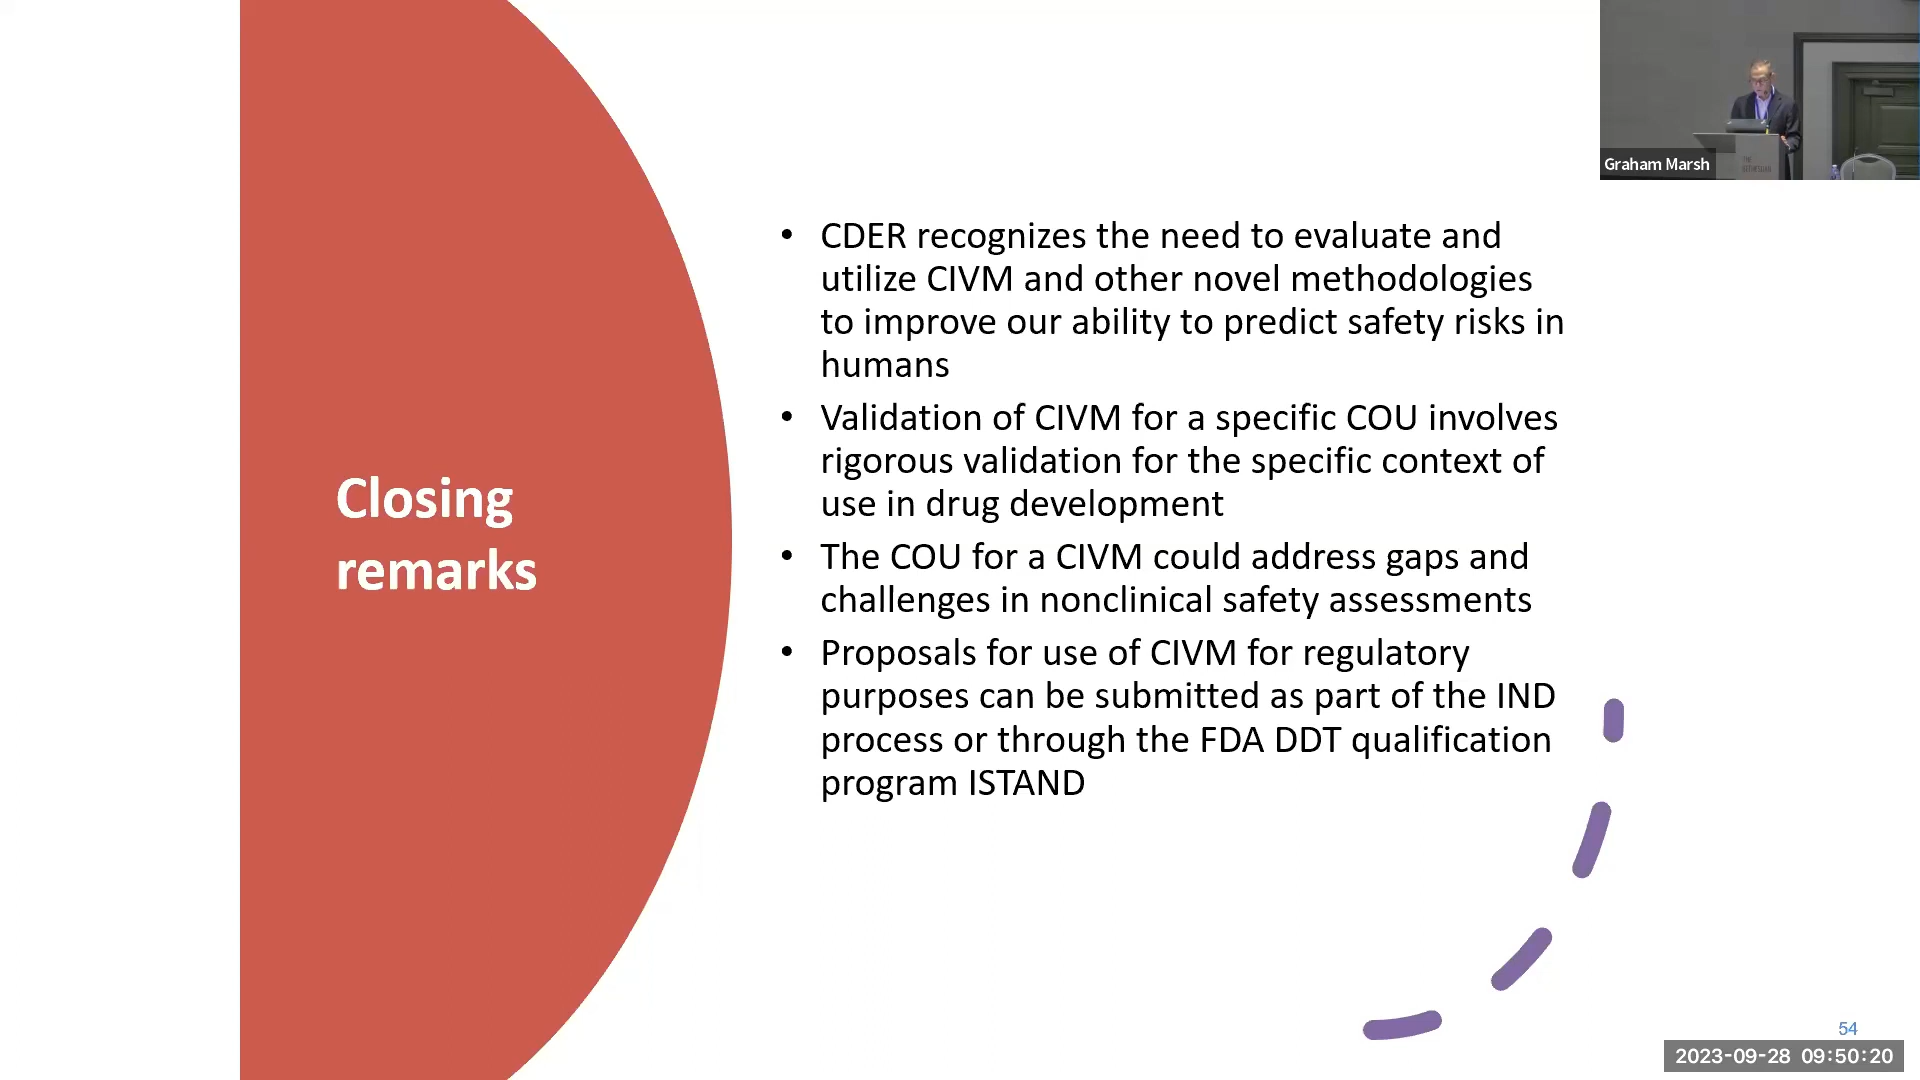 Closing
remarks
• CDER recognizes the need to evaluate and
utilize CIVM and other novel methodologies
to improve our ability to predict safety risks in
humans
• Validation of CIVM for a specific COU involves
rigorous validation for the specific context of
use in drug development
• The COU for a CIVM could address gaps and
challenges in nonclinical safety assessments
• Proposals for use of CIVM for regulatory
purposes can be submitted as part of the IND
process or through the FDA DDT qualification
program ISTAND
Graham Marsh
54
2023-09-28 09:50:20